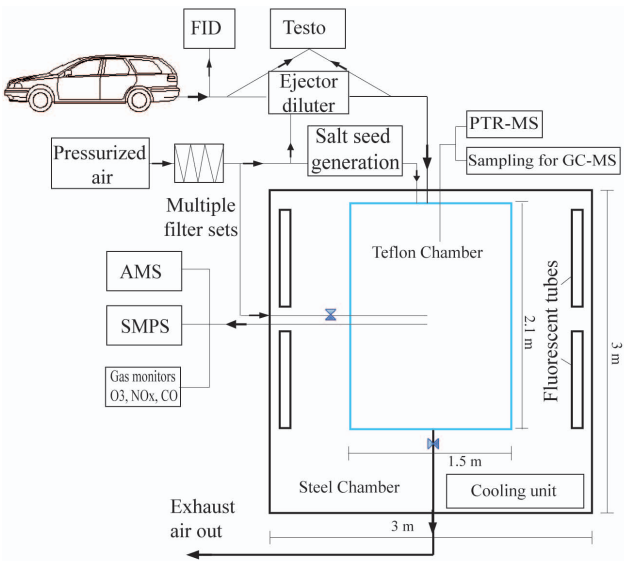 FID
Testo
Ejector
diluter
PTR-MS
Sampling for GC-MS
Pressurized
air
Salt seed
generation
Multiple
filter sets
Teflon Chamber
AMS
SMPS
Gas monitors
O3, NOx, CO
Fluorescent tubes
2.1 m
3 m
1.5 m
Steel Chamber
Cooling unit
Exhaust
air out
3 m